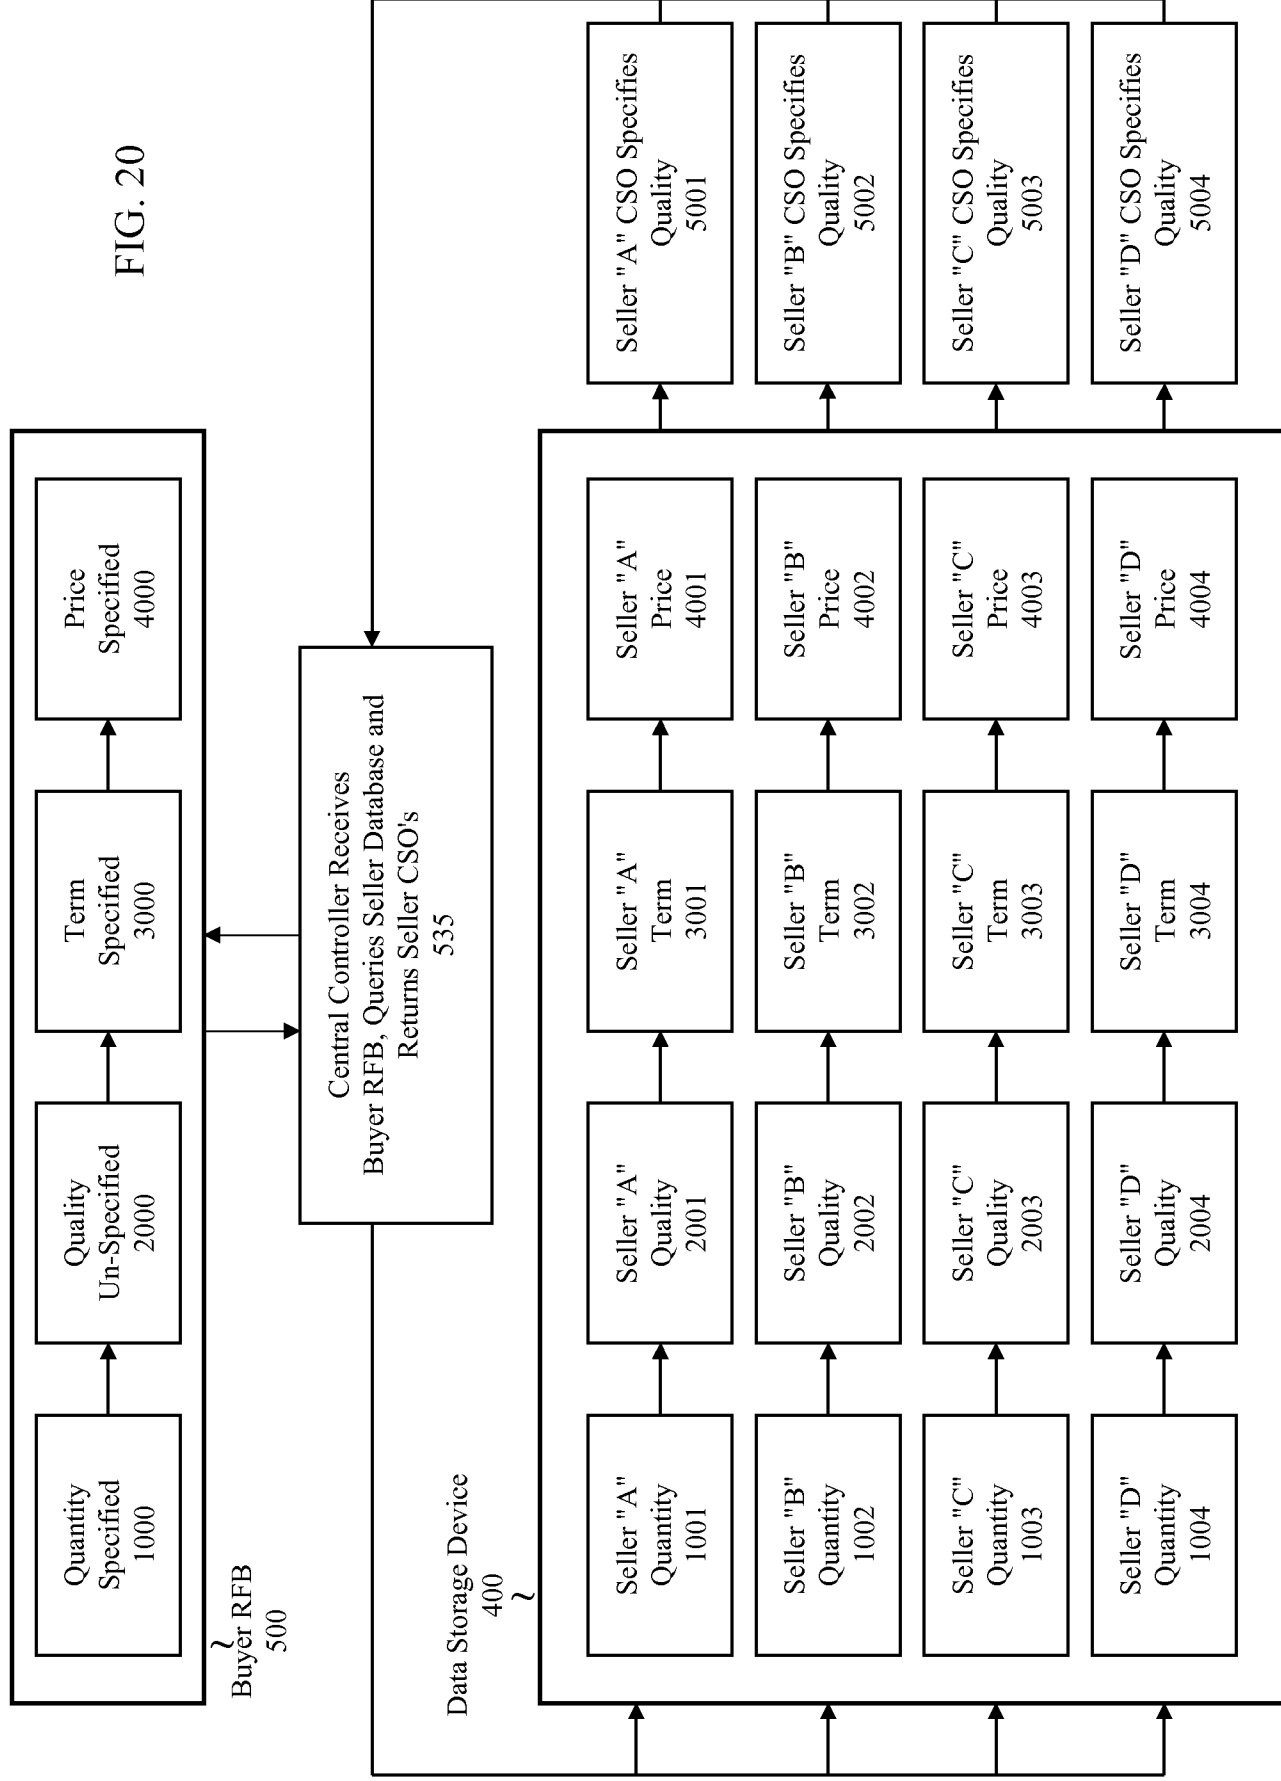 FIG. 20
Quantity
Specified
1000
Quality
Un-Specified
2000
Term
Specified
3000
Price
Specified
4000
Buyer RFB
500
Central Controller Receives
Buyer RFB, Queries Seller Database and
Returns Seller CSO's
535
Data Storage Device
400
Seller "A"
Quantity
1001
Seller "A"
Quality
2001
Seller "A"
Term
3001
Seller "A"
Price
4001
Seller "A" CSO Specifies
Quality
5001
Seller "B"
Quantity
1002
Seller "B"
Quality
2002
Seller "B"
Term
3002
Seller "B"
Price
4002
Seller "B" CSO Specifies
Quality
5002
Seller "C"
Quantity
1003
Seller "C"
Quality
2003
Seller "C"
Term
3003
Seller "C"
Price
4003
Seller "C" CSO Specifies
Quality
5003
Seller "D"
Quantity
1004
Seller "D"
Quality
2004
Seller "D"
Term
3004
Seller "D"
Price
4004
Seller "D" CSO Specifies
Quality
5004